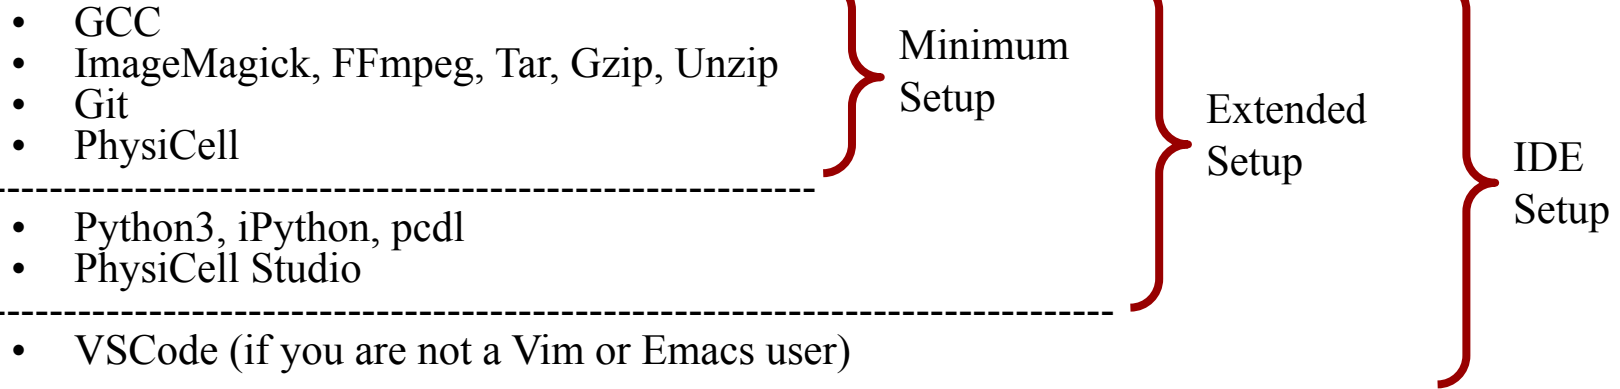 • GCC
• ImageMagick, FFmpeg, Tar, Gzip, Unzip
• Git
• PhysiCell
Minimum
Setup
--------------------------------------------------------
• Python3, iPython, pcdl
• PhysiCell Studio
Extended
Setup
-----------------------------------------------------------------------------
• VSCode (if you are not a Vim or Emacs user)
IDE
Setup